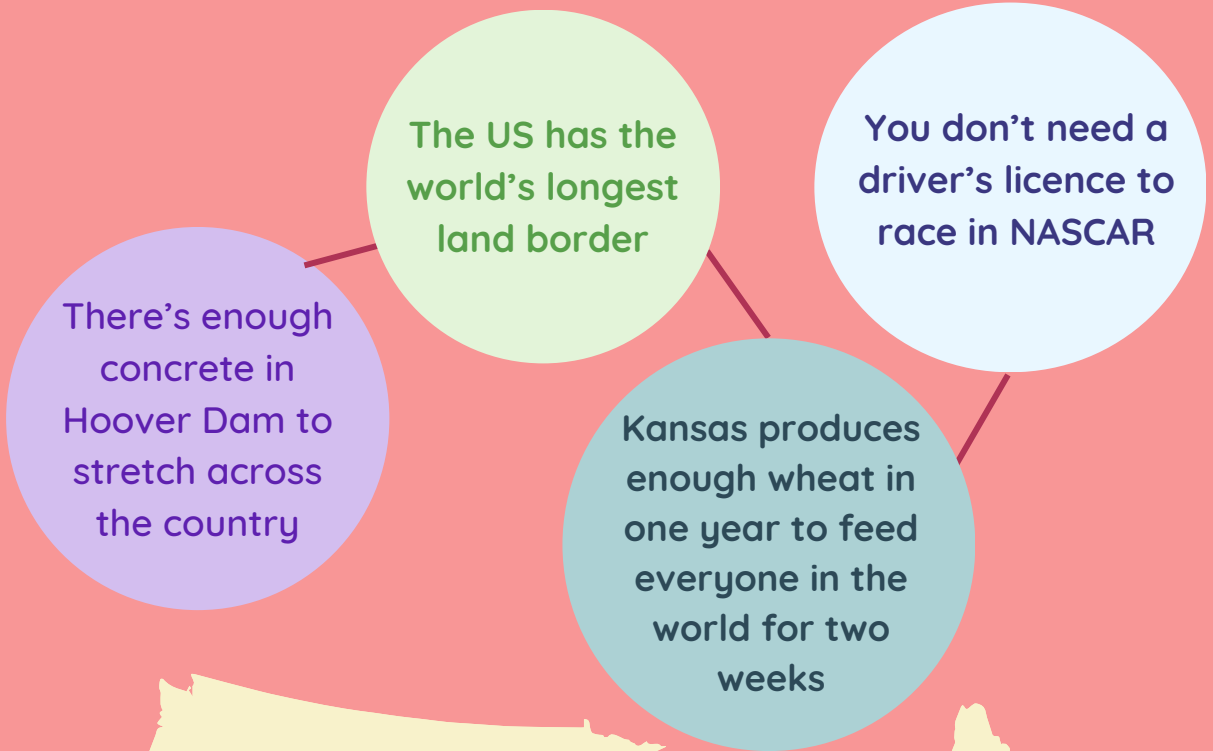 There's enough
concrete in
Hoover Dam to
stretch across
the country
The US has the
world's longest
land border
Kansas produces
enough wheat in
one year to feed
everyone in the
world for two
weeks
You don't need a
driver's licence to
race in NASCAR